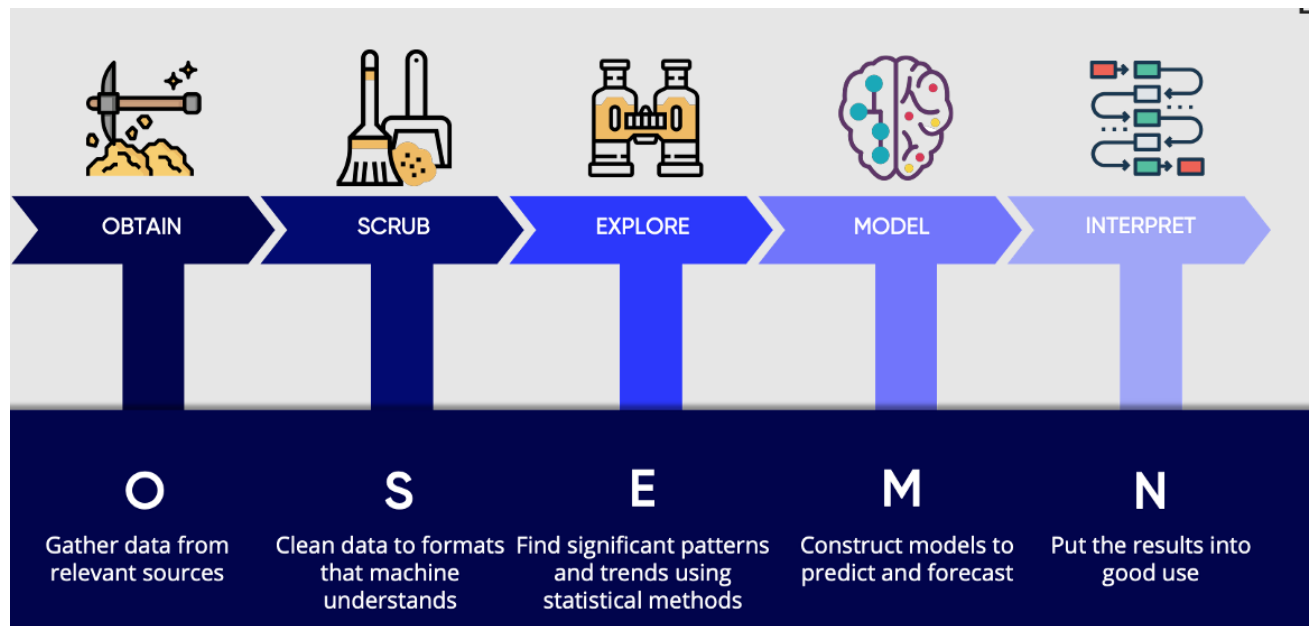 OBTAIN
SCRUB
EXPLORE
MODEL
INTERPRET
O
Gather data from
relevant sources
S
Clean data to formats
that machine
understands
E
Find significant patterns
and trends using
statistical methods
M
Construct models to
predict and forecast
N
Put the results into
good use